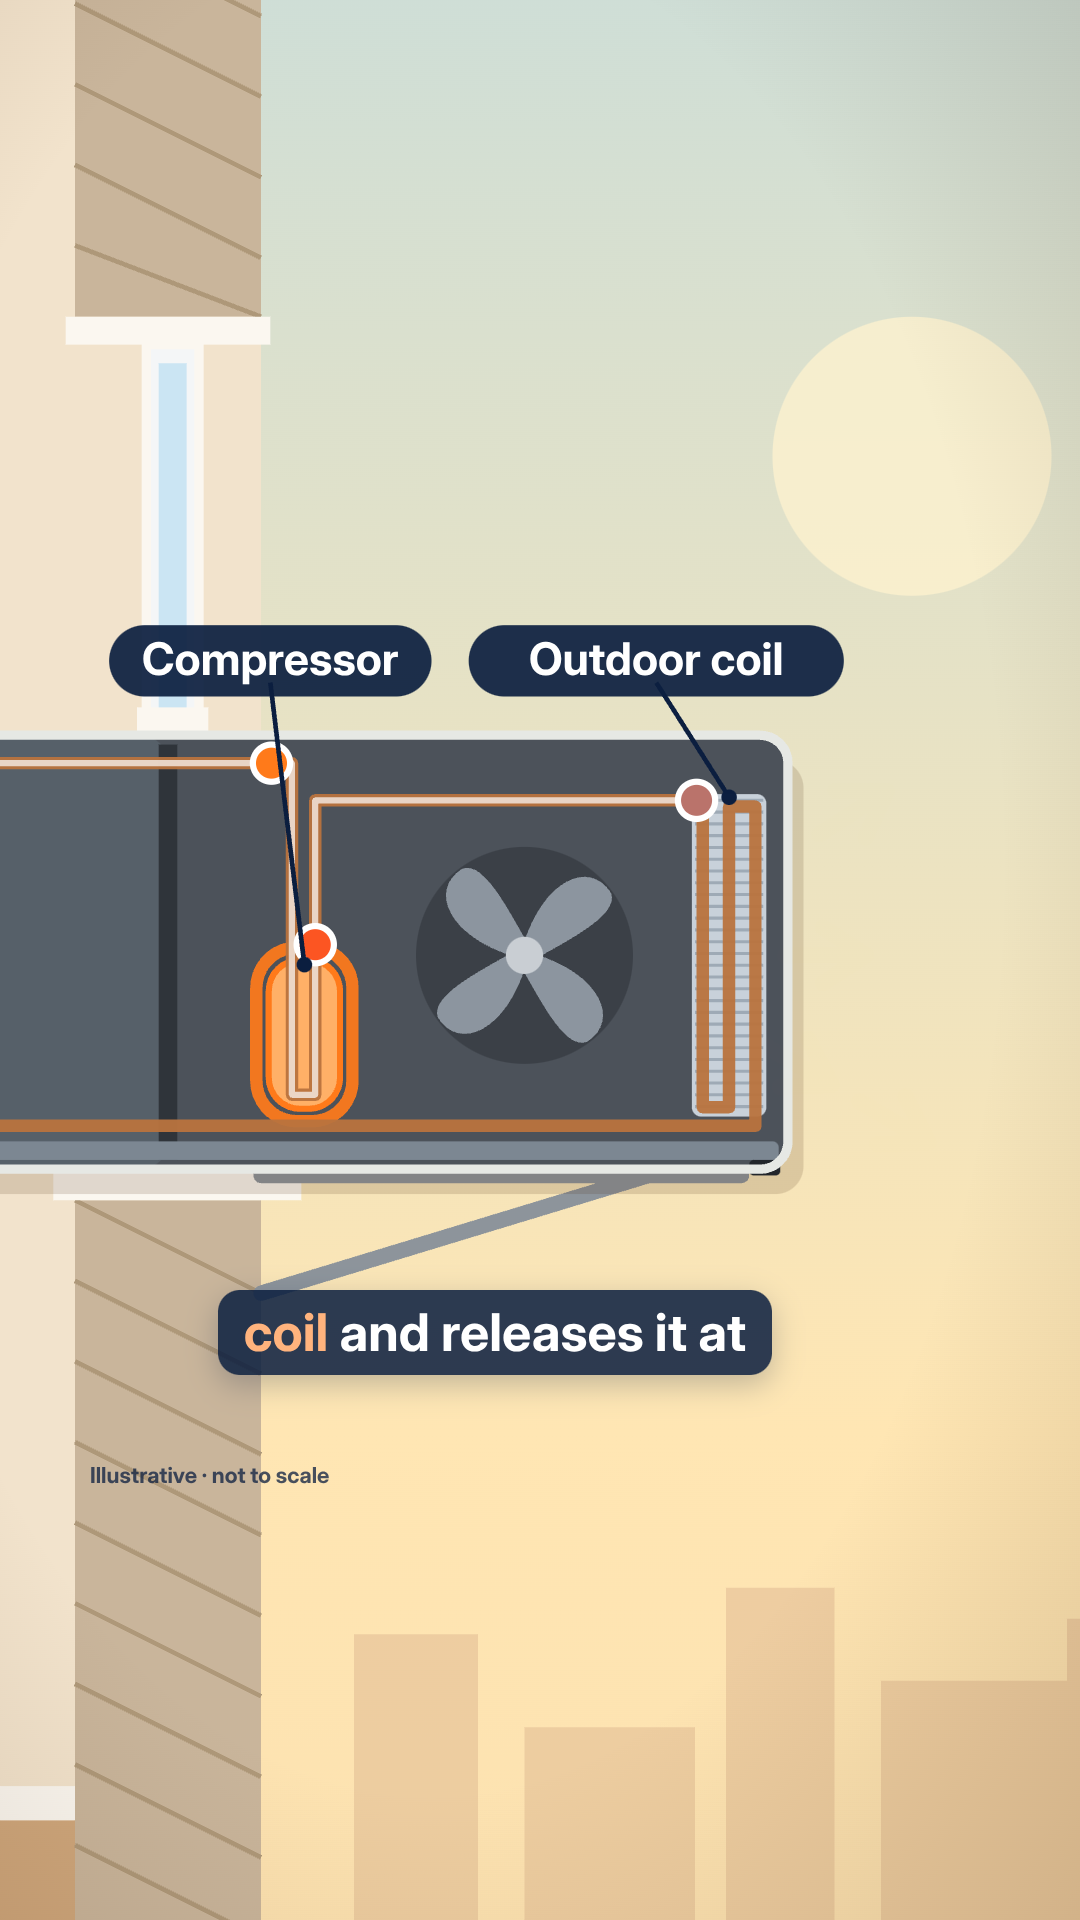 Compressor
Outdoor coil
coil and releases it at
Illustrative · not to scale